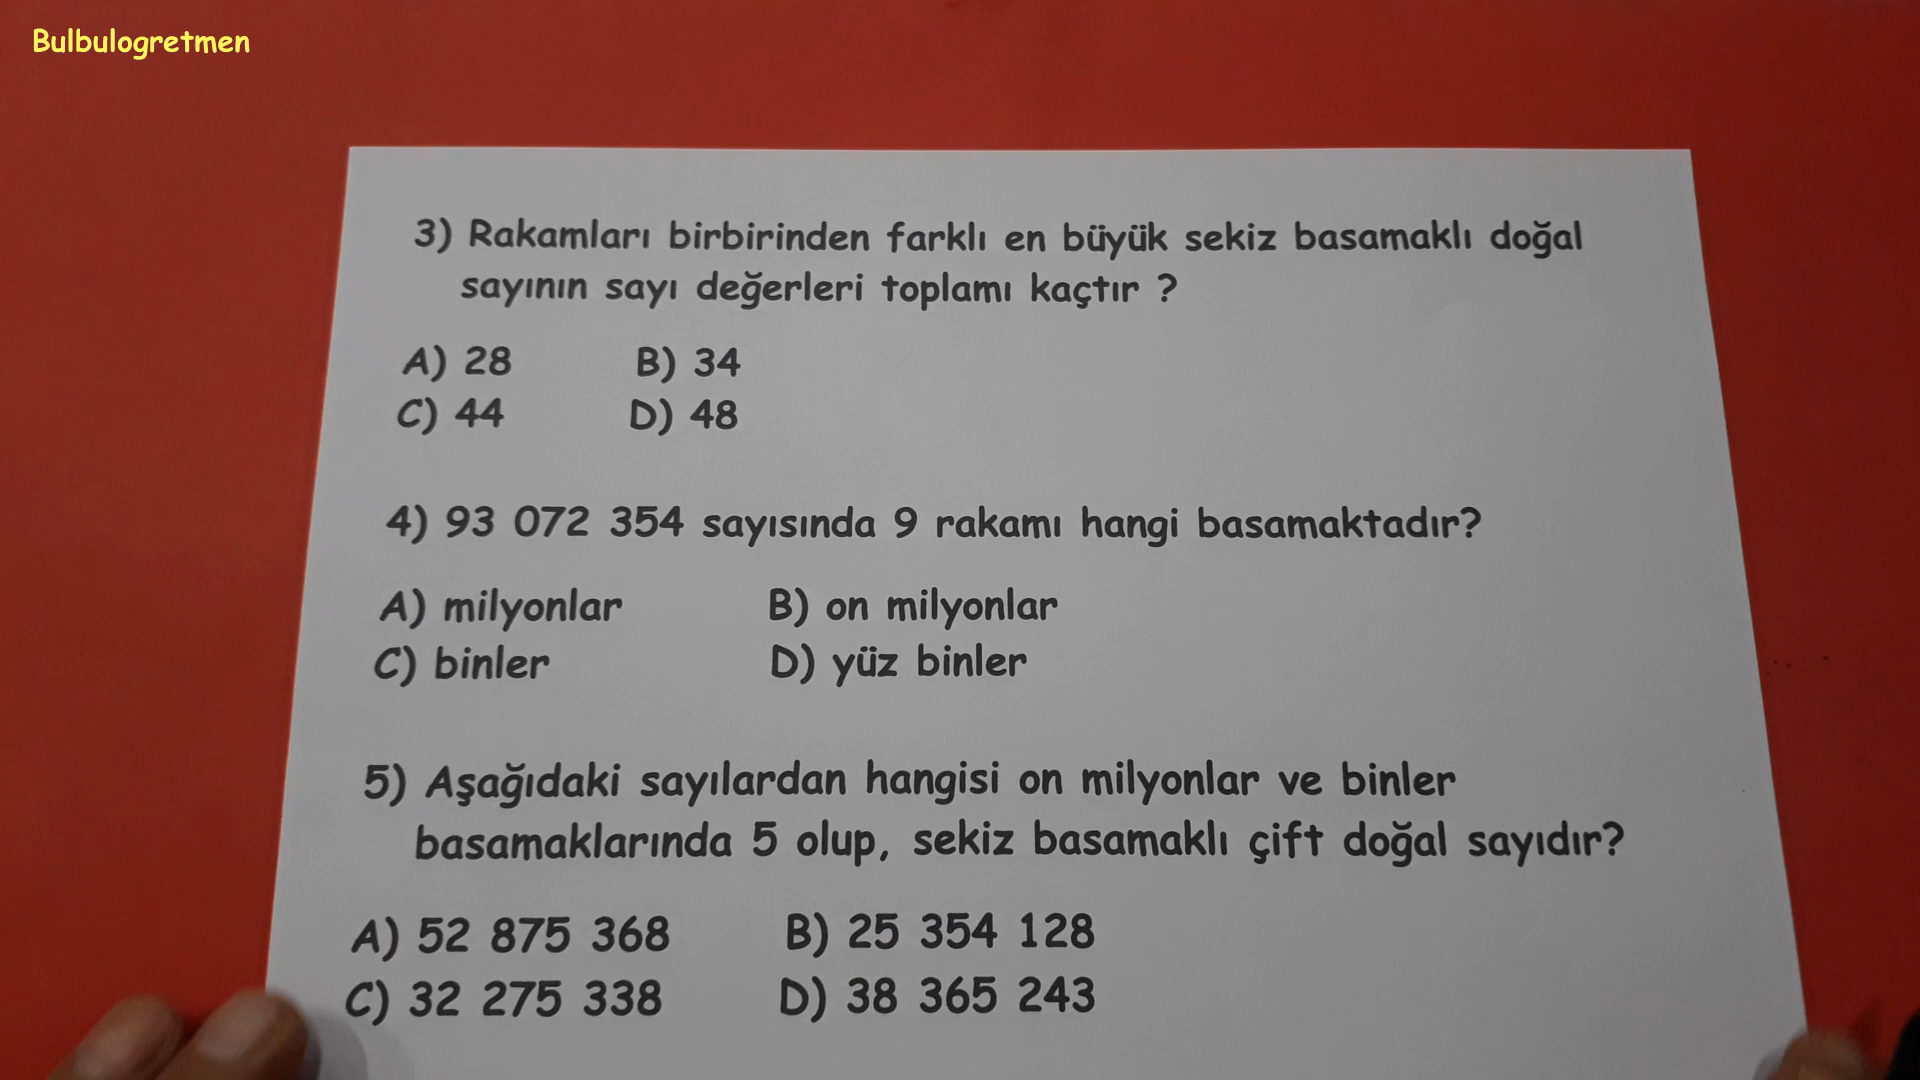 Bulbulogretmen
3) Rakamları birbirinden farklı en büyük sekiz basamaklı doğal
sayının sayı değerleri toplamı kaçtır ?
A) 28 B) 34
C) 44 D) 48
4) 93 072 354 sayısında 9 rakamı hangi basamaktadır?
A) milyonlar B) on milyonlar
C) binler D) yüz binler
5) Aşağıdaki sayılardan hangisi on milyonlar ve binler
basamaklarında 5 olup, sekiz basamaklı çift doğal sayıdır?
A) 52 875 368 B) 25 354 128
C) 32 275 338 D) 38 365 243